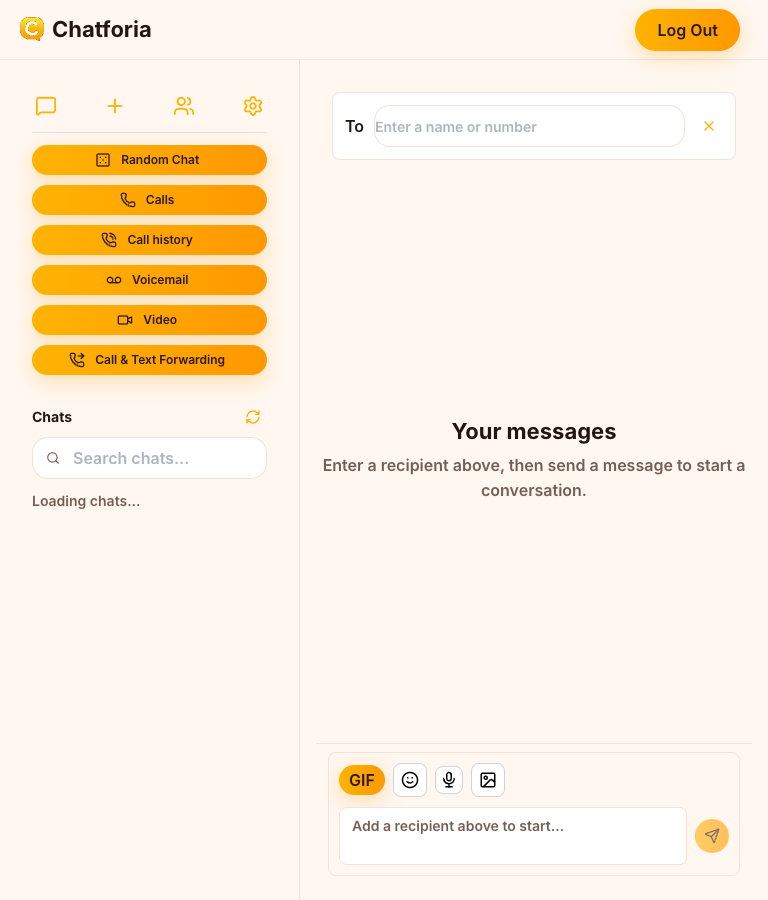 Chatforia
Log Out
Random Chat
Calls
Call history
Voicemail
Video
Call & Text Forwarding
Chats
Search chats...
Loading chats...
To
Enter a name or number
Your messages
Enter a recipient above, then send a message to start a
conversation.
GIF
Add a recipient above to start...